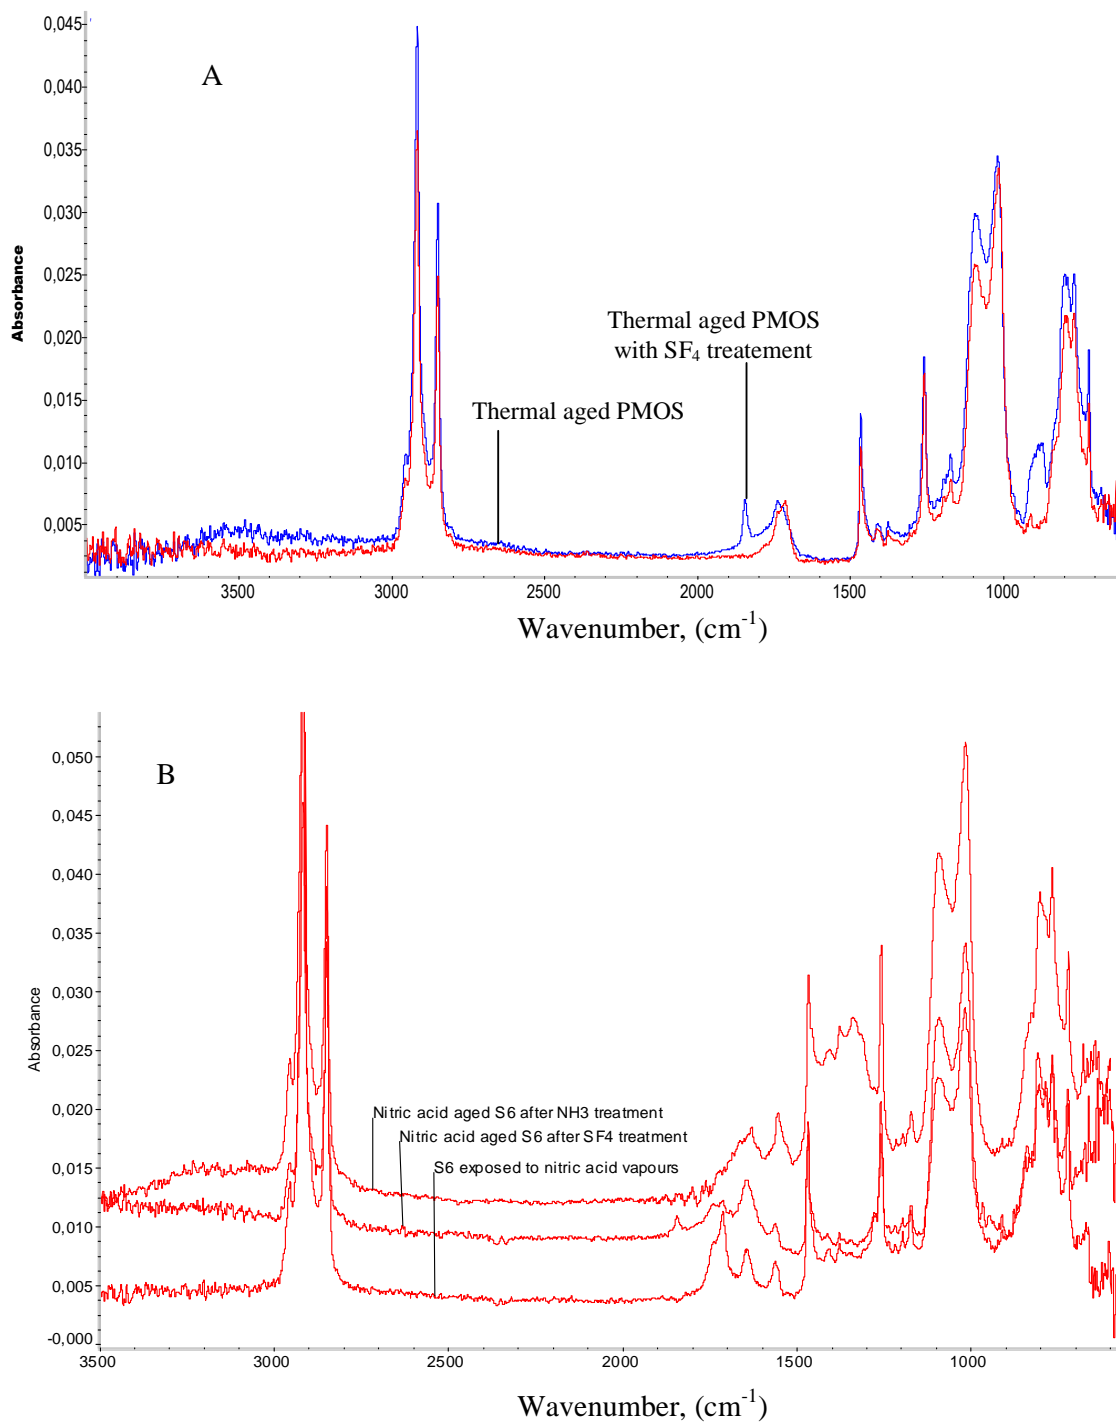 0,045
A
0,040
0,035
0,030
0,025
0,020
0,015
0,010
0,005
Absorbance
Thermal aged PMOS
with SF4 treatement
Thermal aged PMOS
3500 3000 2500 2000 1500 1000
Wavenumber, (cm-1)
B
0,050
0,045
0,040
0,035
0,030
0,025
0,020
0,015
0,010
0,005
-0,000
Absorbance
Nitric acid aged S6 after NH3 treatment
Nitric acid aged S6 after SF4 treatment
S6 exposed to nitric acid vapours
3500 3000 2500 2000 1500 1000
Wavenumber, (cm-1)